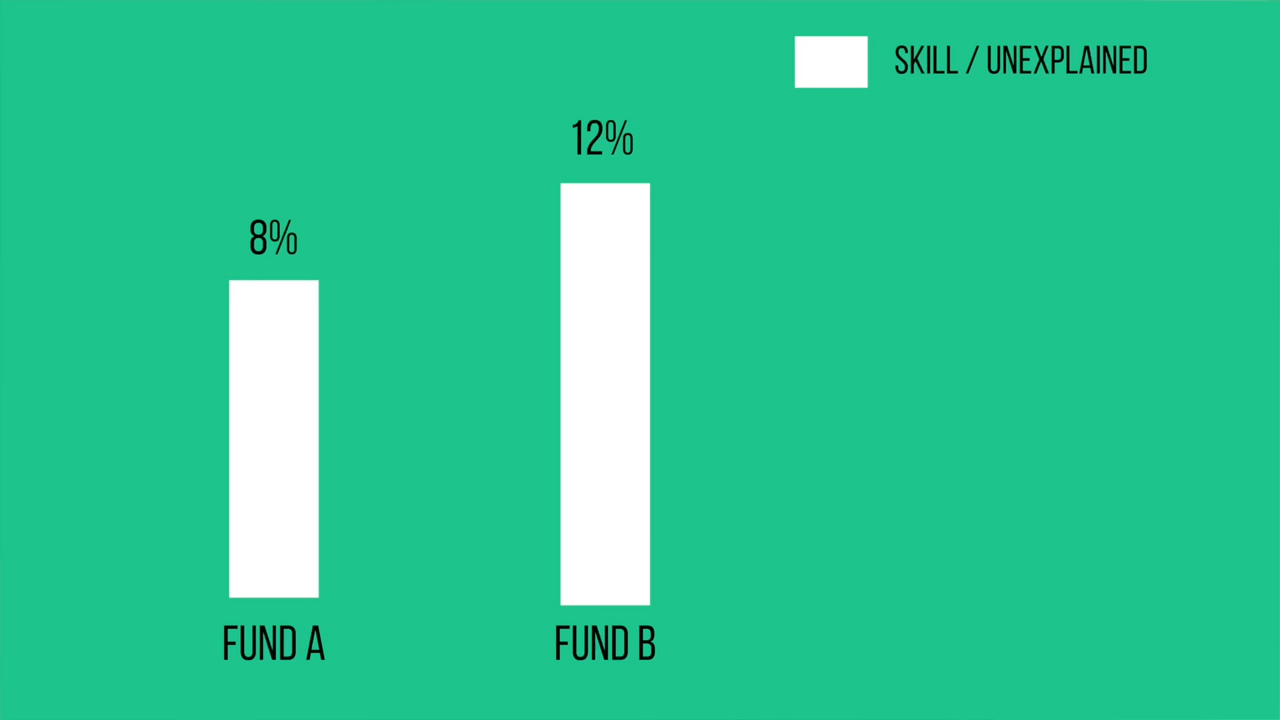 SKILL / UNEXPLAINED
12%
8%
FUND A
FUND B